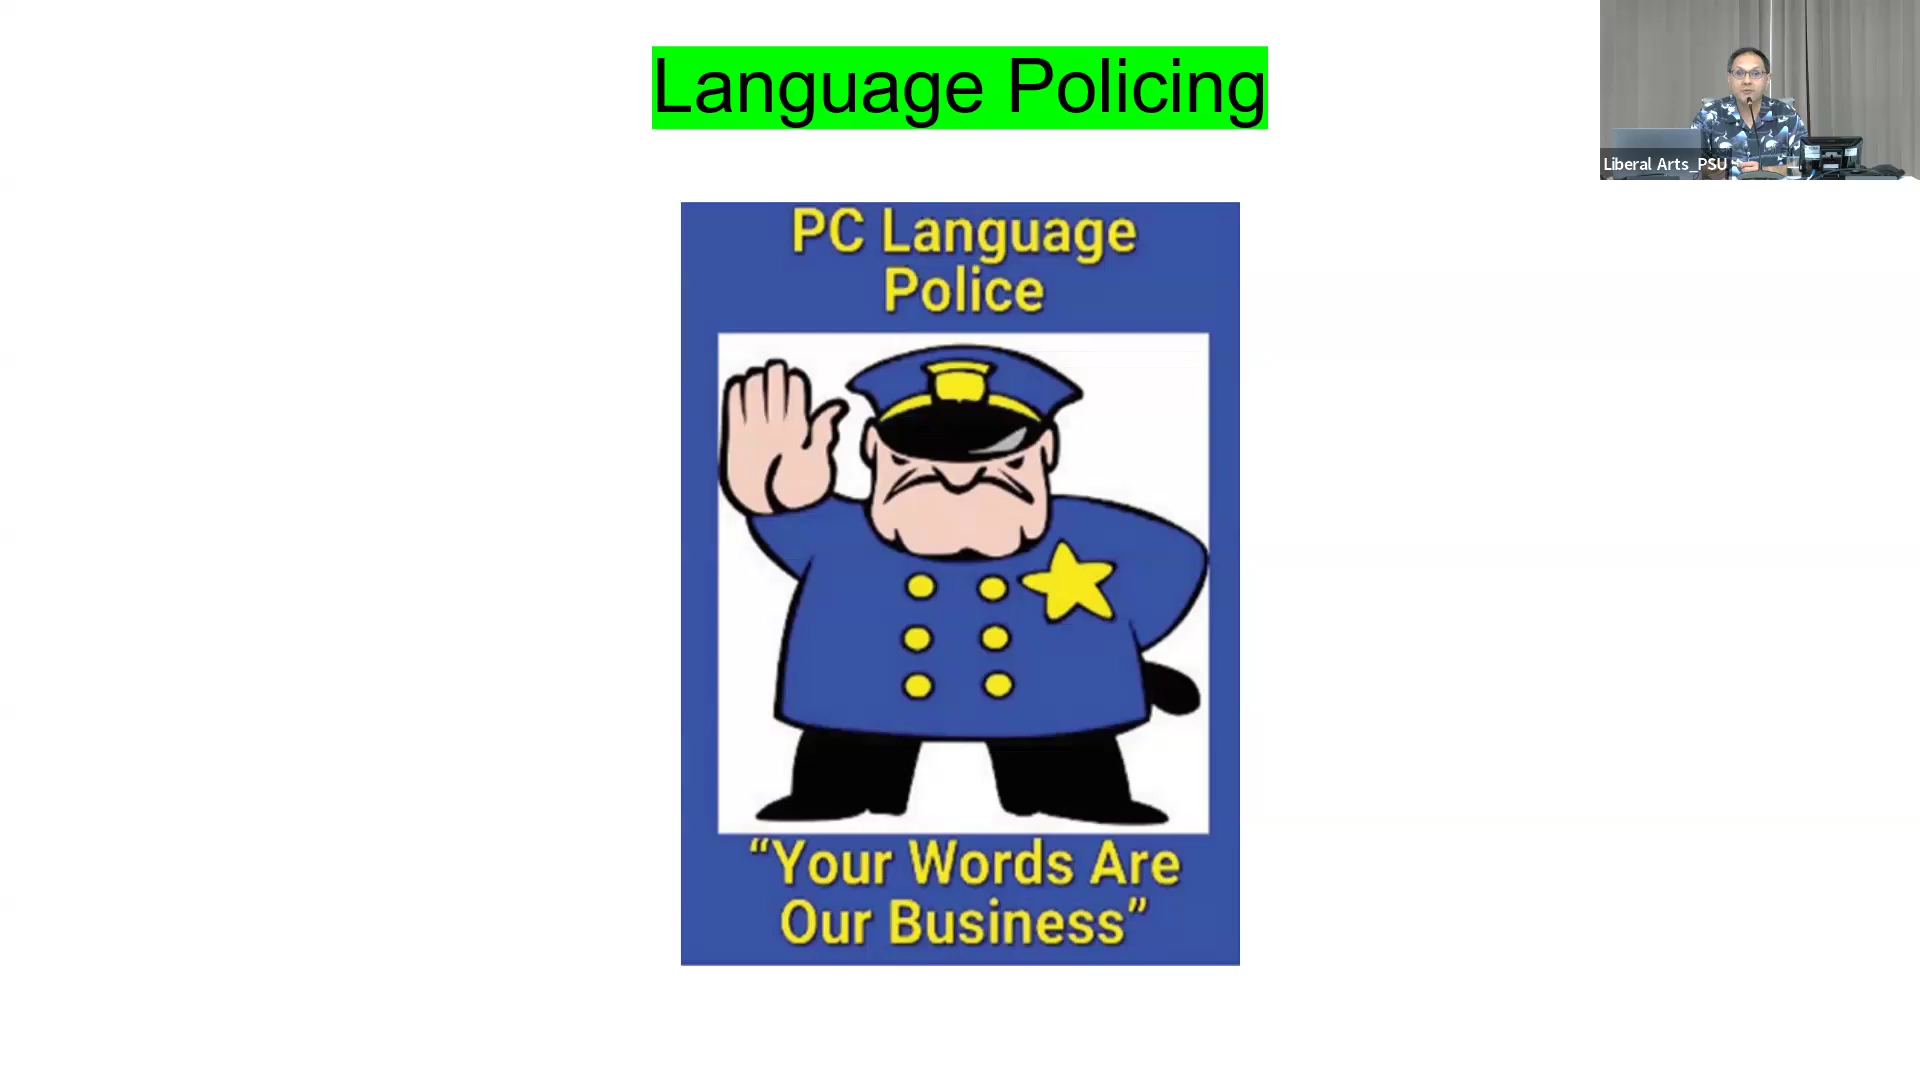 Language Policing
Liberal Arts_PSU
PC Language
Police
“Your Words Are
Our Business”